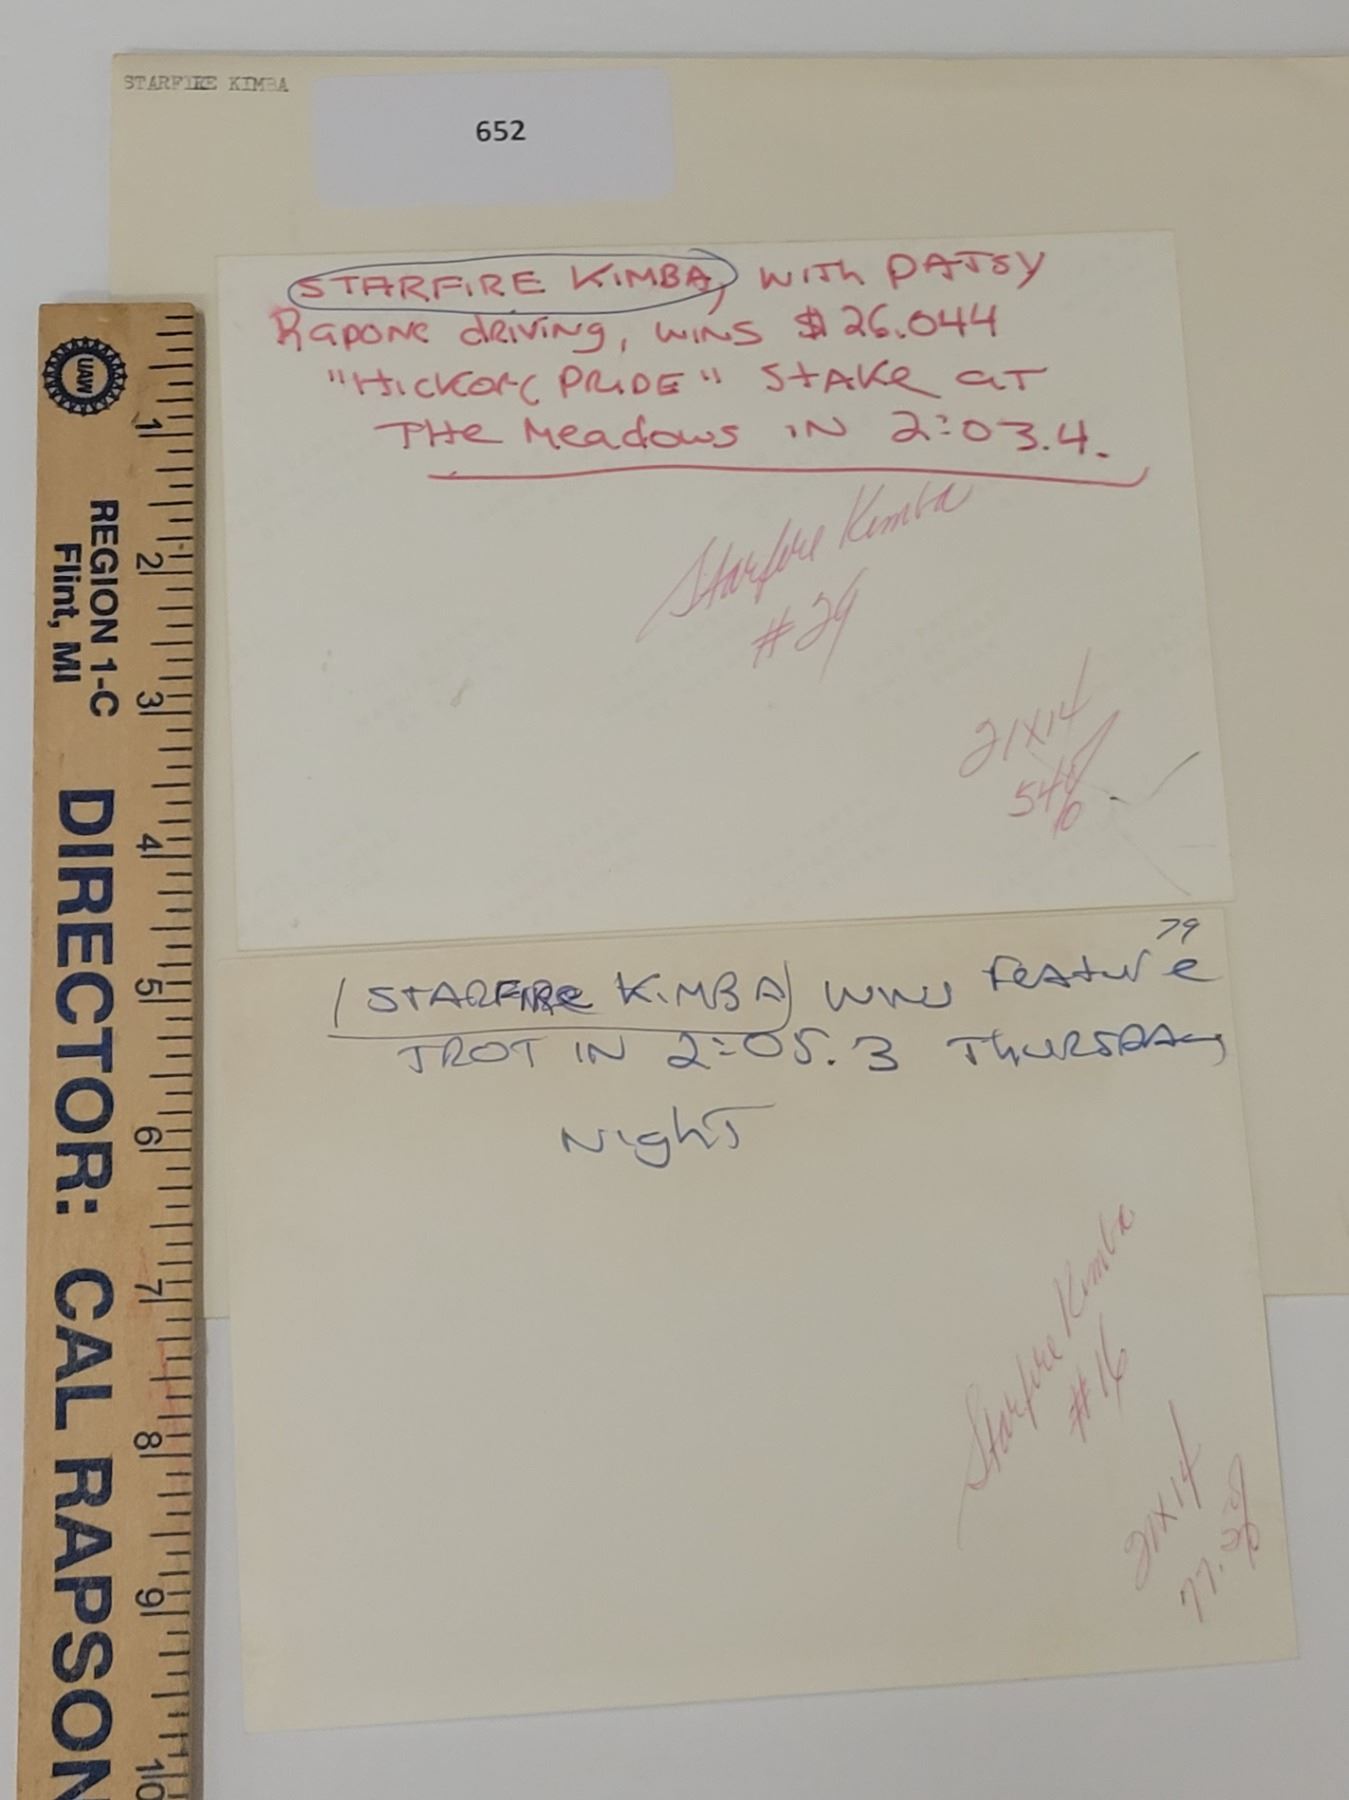 STARFIRE KIMBA
652
STARFIRE KIMBA, WITH PATSY
RAPONE DRIVING, WINS $26.044
"HICKORY PRIDE" STAKE AT
THE MEADOWS IN 2:03.4.
Starfire Kimba
#29
21x14
54%
79
STARFIRE KIMBA WINS FEATURE
TROT IN 2:05.3 THURSDAY
NIGHT
Starfire Kimba
#16
21x14
77.
UAW
REGION 1-C
Flint, MI
DIRECTOR: CAL RAPSON
1
2
3
4
5
6
7
8
9
10